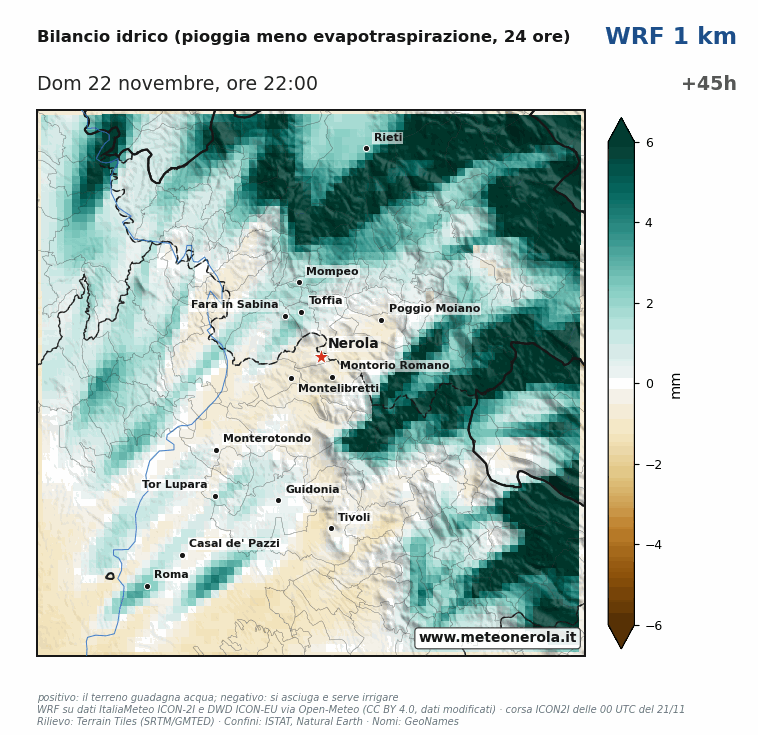 Bilancio idrico (pioggia meno evapotraspirazione, 24 ore)
WRF 1 km
Dom 22 novembre, ore 22:00
+45h
Rieti
Mompeo
Fara in Sabina
Toffia
Poggio Moiano
Nerola
Montorio Romano
Montelibretti
Monterotondo
Tor Lupara
Guidonia
Tivoli
Casal de' Pazzi
Roma
www.meteonerola.it
6
4
2
0
−2
−4
−6
mm
positivo: il terreno guadagna acqua; negativo: si asciuga e serve irrigare
WRF su dati ItaliaMeteo ICON-2I e DWD ICON-EU via Open-Meteo (CC BY 4.0, dati modificati) · corsa ICON2I delle 00 UTC del 21/11
Rilievo: Terrain Tiles (SRTM/GMTED) · Confini: ISTAT, Natural Earth · Nomi: GeoNames